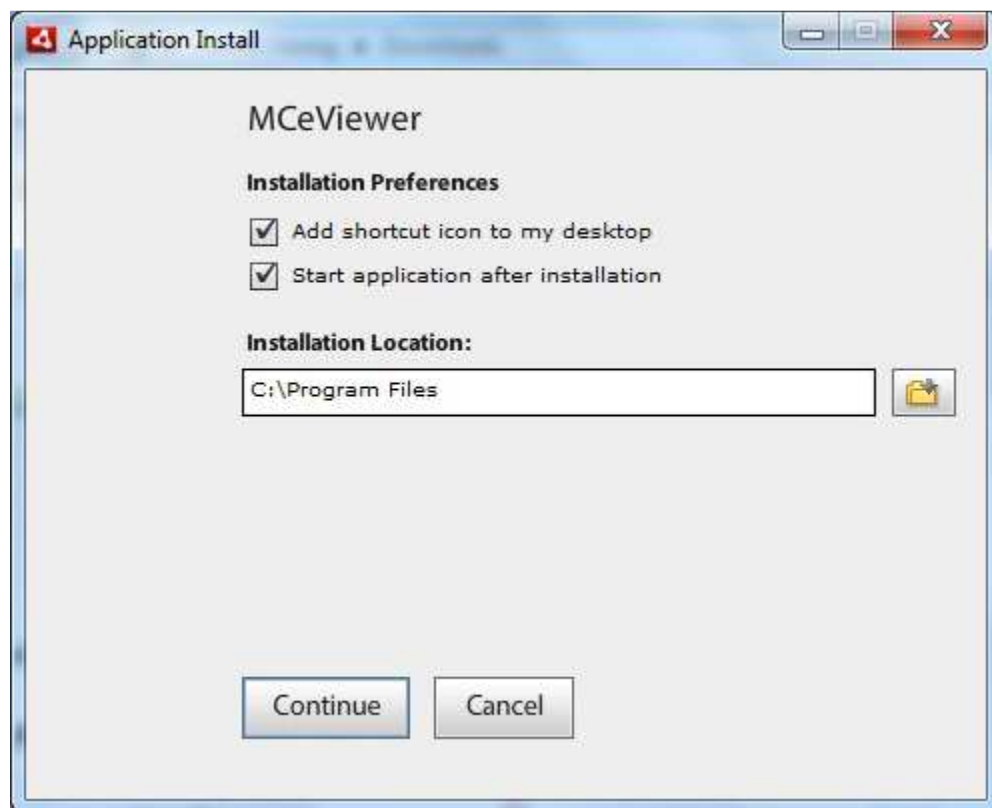 Application Install
MCeViewer
Installation Preferences
Add shortcut icon to my desktop
Start application after installation
Installation Location:
C:\Program Files
Continue
Cancel